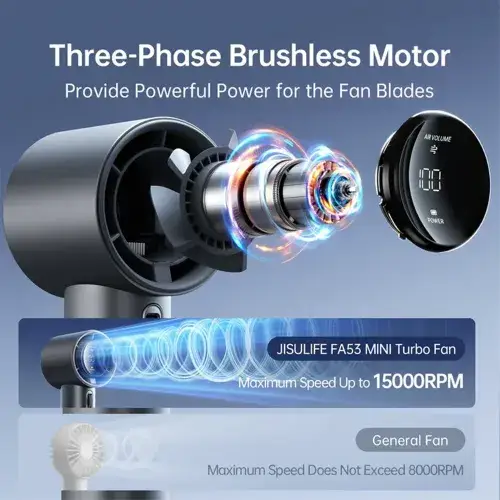 Three-Phase Brushless Motor
Provide Powerful Power for the Fan Blades
AIR VOLUME
100
POWER
JISULIFE FA53 MINI Turbo Fan
Maximum Speed Up to 15000RPM
General Fan
Maximum Speed Does Not Exceed 8000RPM